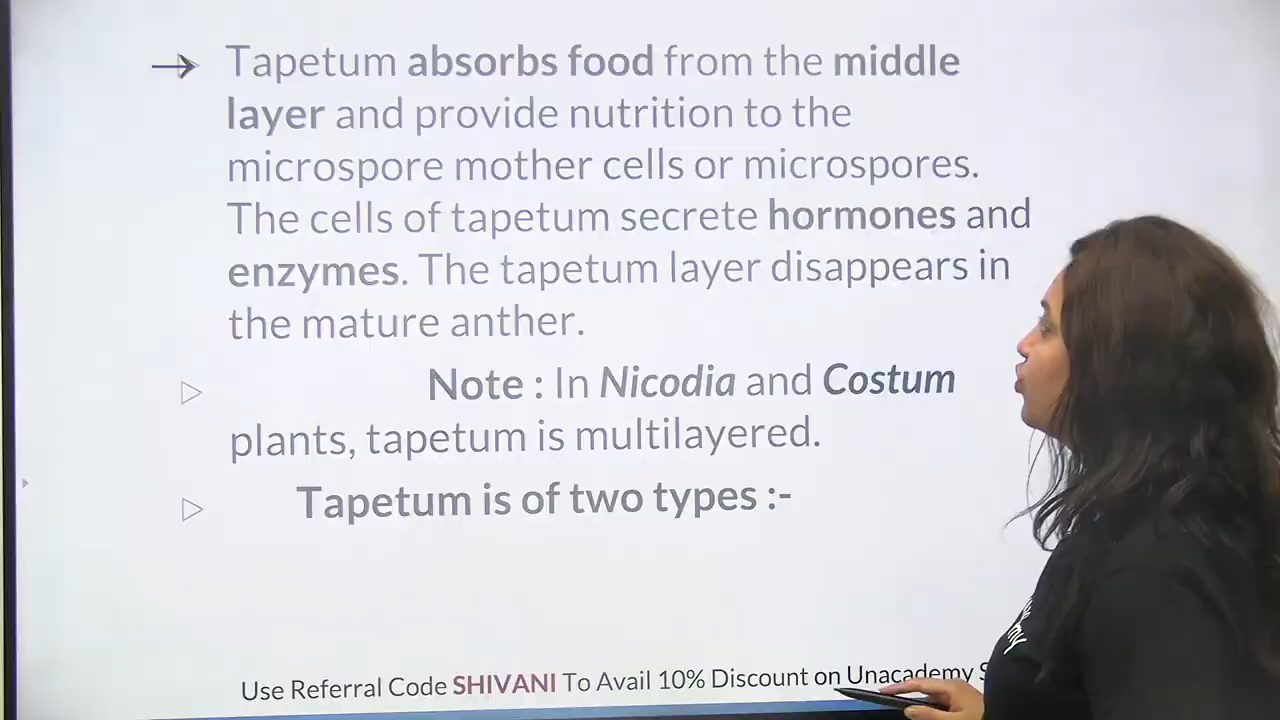 Tapetum absorbs food from the middle
layer and provide nutrition to the
microspore mother cells or microspores.
The cells of tapetum secrete hormones and
enzymes. The tapetum layer disappears in
the mature anther.
Note : In Nicodia and Costum
plants, tapetum is multilayered.
Tapetum is of two types :-
Use Referral Code SHIVANI To Avail 10% Discount on Unacademy